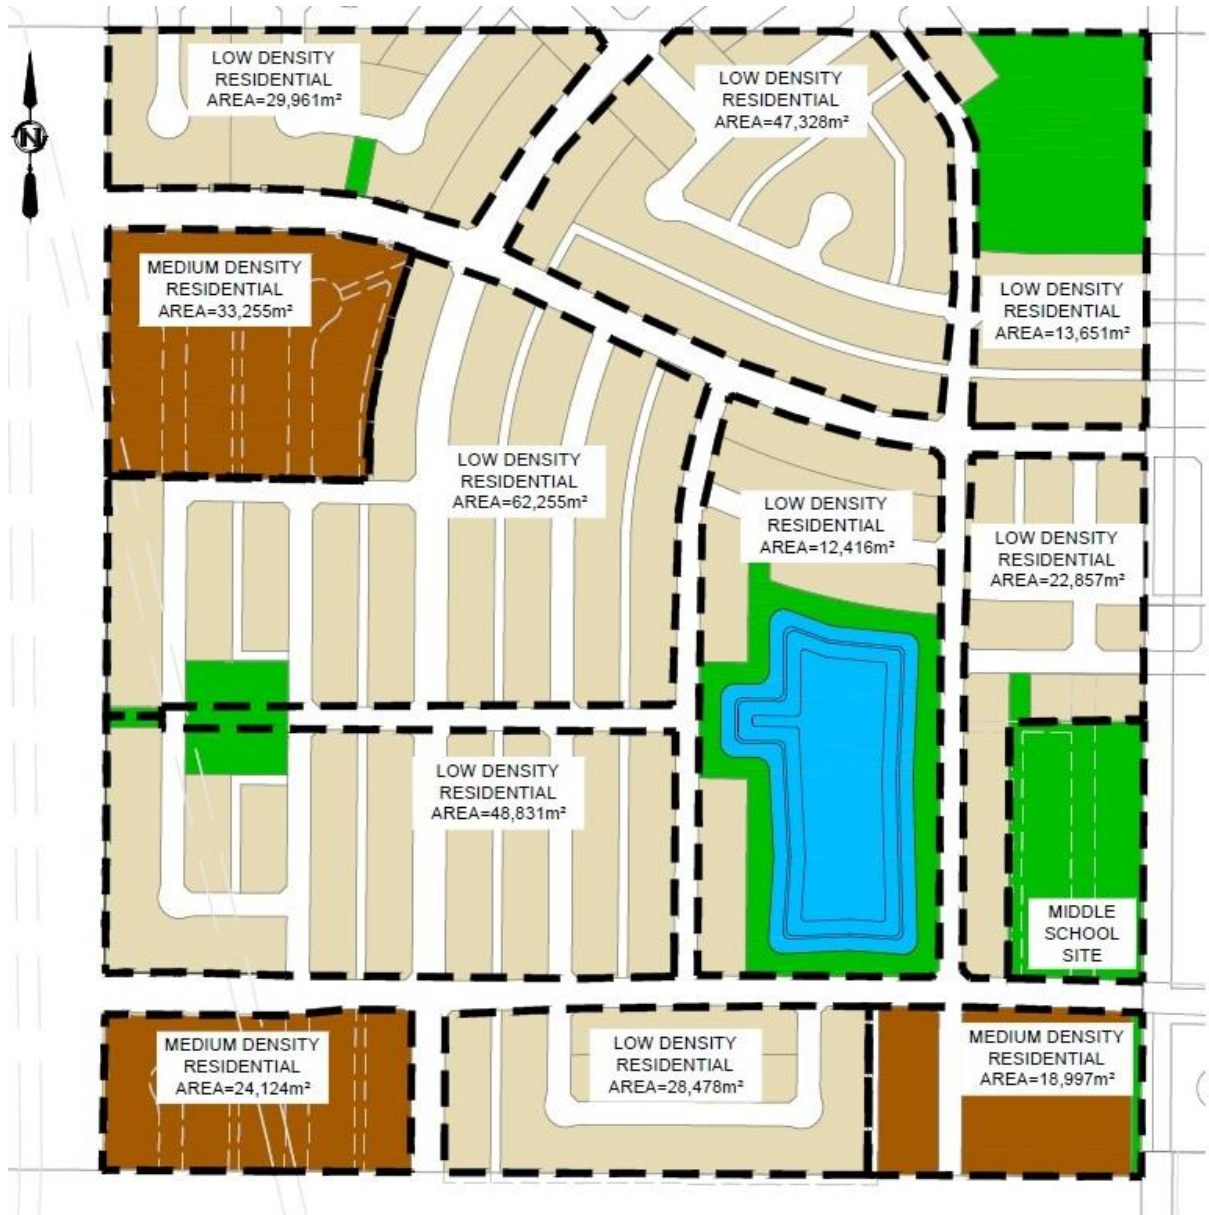 LOW DENSITY
RESIDENTIAL
AREA=29,961m²
LOW DENSITY
RESIDENTIAL
AREA=47,328m²
N
MEDIUM DENSITY
RESIDENTIAL
AREA=33,255m²
LOW DENSITY
RESIDENTIAL
AREA=13,651m²
LOW DENSITY
RESIDENTIAL
AREA=62,255m²
LOW DENSITY
RESIDENTIAL
AREA=12,416m²
LOW DENSITY
RESIDENTIAL
AREA=22,857m²
LOW DENSITY
RESIDENTIAL
AREA=48,831m²
MIDDLE
SCHOOL
SITE
MEDIUM DENSITY
RESIDENTIAL
AREA=24,124m²
LOW DENSITY
RESIDENTIAL
AREA=28,478m²
MEDIUM DENSITY
RESIDENTIAL
AREA=18,997m²